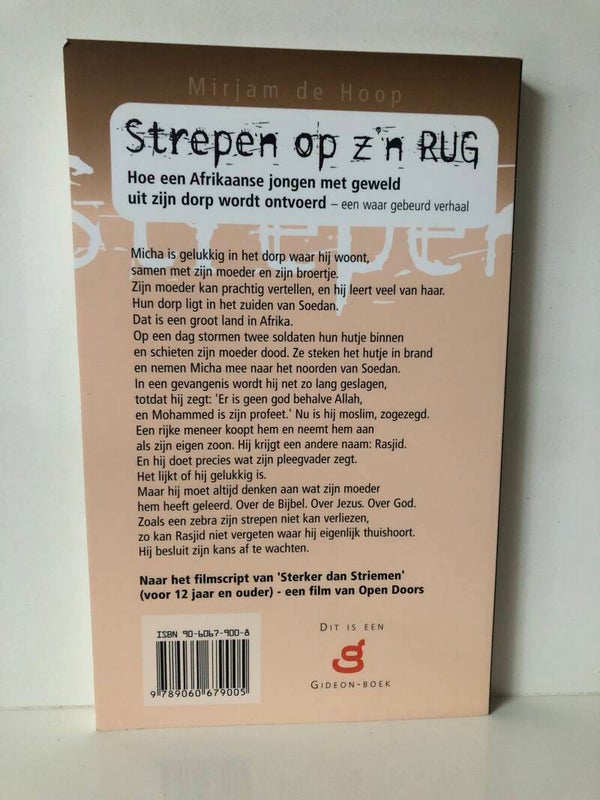 Mirjam de Hoop
Strepen op z'n RUG
Hoe een Afrikaanse jongen met geweld
uit zijn dorp wordt ontvoerd – een waar gebeurd verhaal
Strepen
Micha is gelukkig in het dorp waar hij woont,
samen met zijn moeder en zijn broertje.
Zijn moeder kan prachtig vertellen, en hij leert veel van haar.
Hun dorp ligt in het zuiden van Soedan.
Dat is een groot land in Afrika.
Op een dag stormen twee soldaten hun hutje binnen
en schieten zijn moeder dood. Ze steken het hutje in brand
en nemen Micha mee naar het noorden van Soedan.
In een gevangenis wordt hij net zo lang geslagen,
totdat hij zegt: 'Er is geen god behalve Allah,
en Mohammed is zijn profeet.' Nu is hij moslim, zogezegd.
Een rijke meneer koopt hem en neemt hem aan
als zijn eigen zoon. Hij krijgt een andere naam: Rasjid.
En hij doet precies wat zijn pleegvader zegt.
Het lijkt of hij gelukkig is.
Maar hij moet altijd denken aan wat zijn moeder
hem heeft geleerd. Over de Bijbel. Over Jezus. Over God.
Zoals een zebra zijn strepen niet kan verliezen,
zo kan Rasjid niet vergeten waar hij eigenlijk thuishoort.
Hij besluit zijn kans af te wachten.
Naar het filmscript van 'Sterker dan Striemen'
(voor 12 jaar en ouder) - een film van Open Doors
ISBN 90-6067-900-8
9 789060 679005
DIT IS EEN
g
GIDEON-BOEK